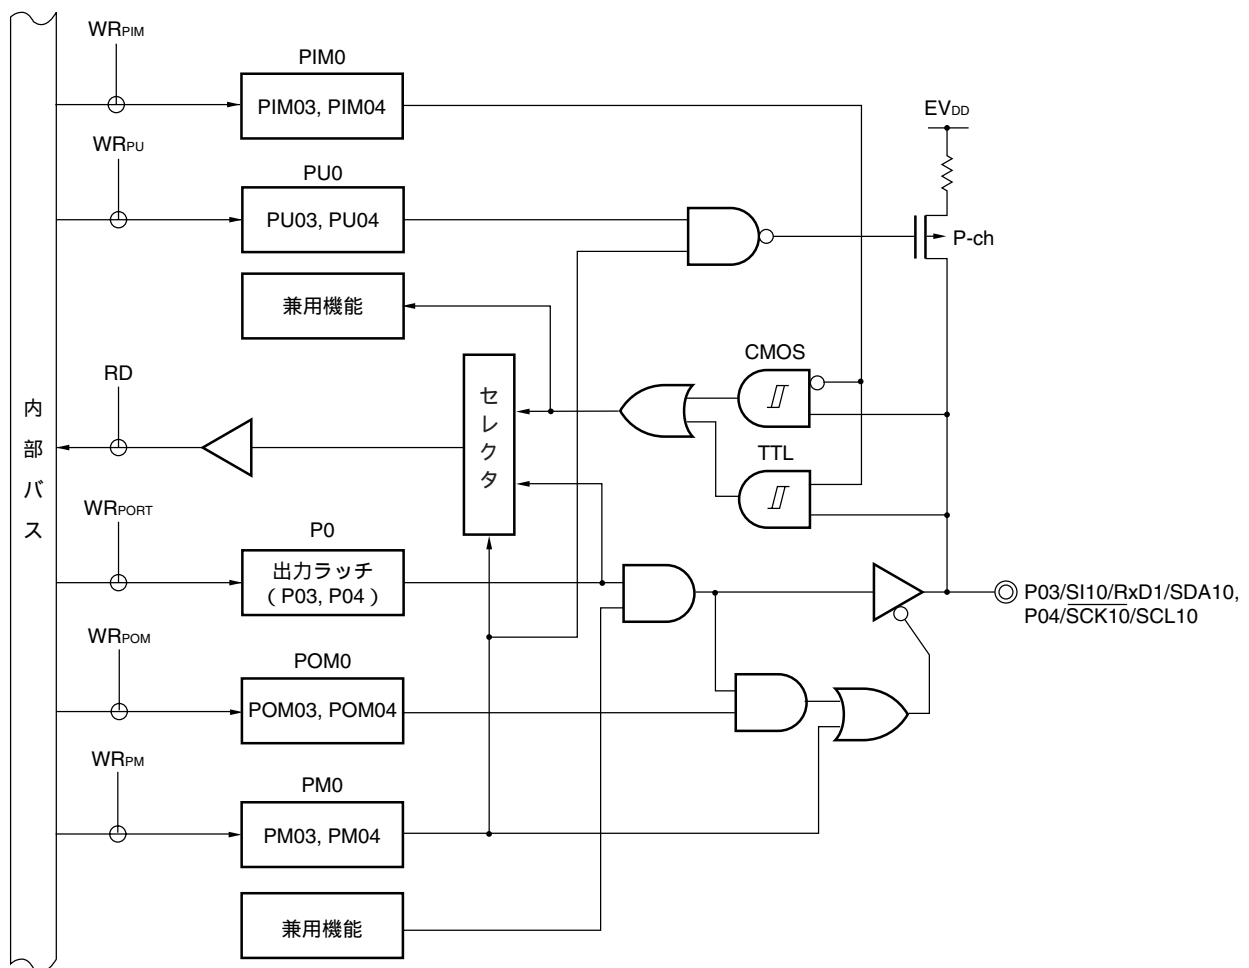 WRPIM
PIM0
PIM03, PIM04
EVDD
WRPU
PU0
PU03, PU04
P-ch
兼用機能
CMOS
RD
セレクタ
内部バス
TTL
WRPORT
P0
出力ラッチ
(P03, P04)
P03/SI10/RxD1/SDA10,
P04/SCK10/SCL10
WRPOM
POM0
POM03, POM04
WRPM
PM0
PM03, PM04
兼用機能